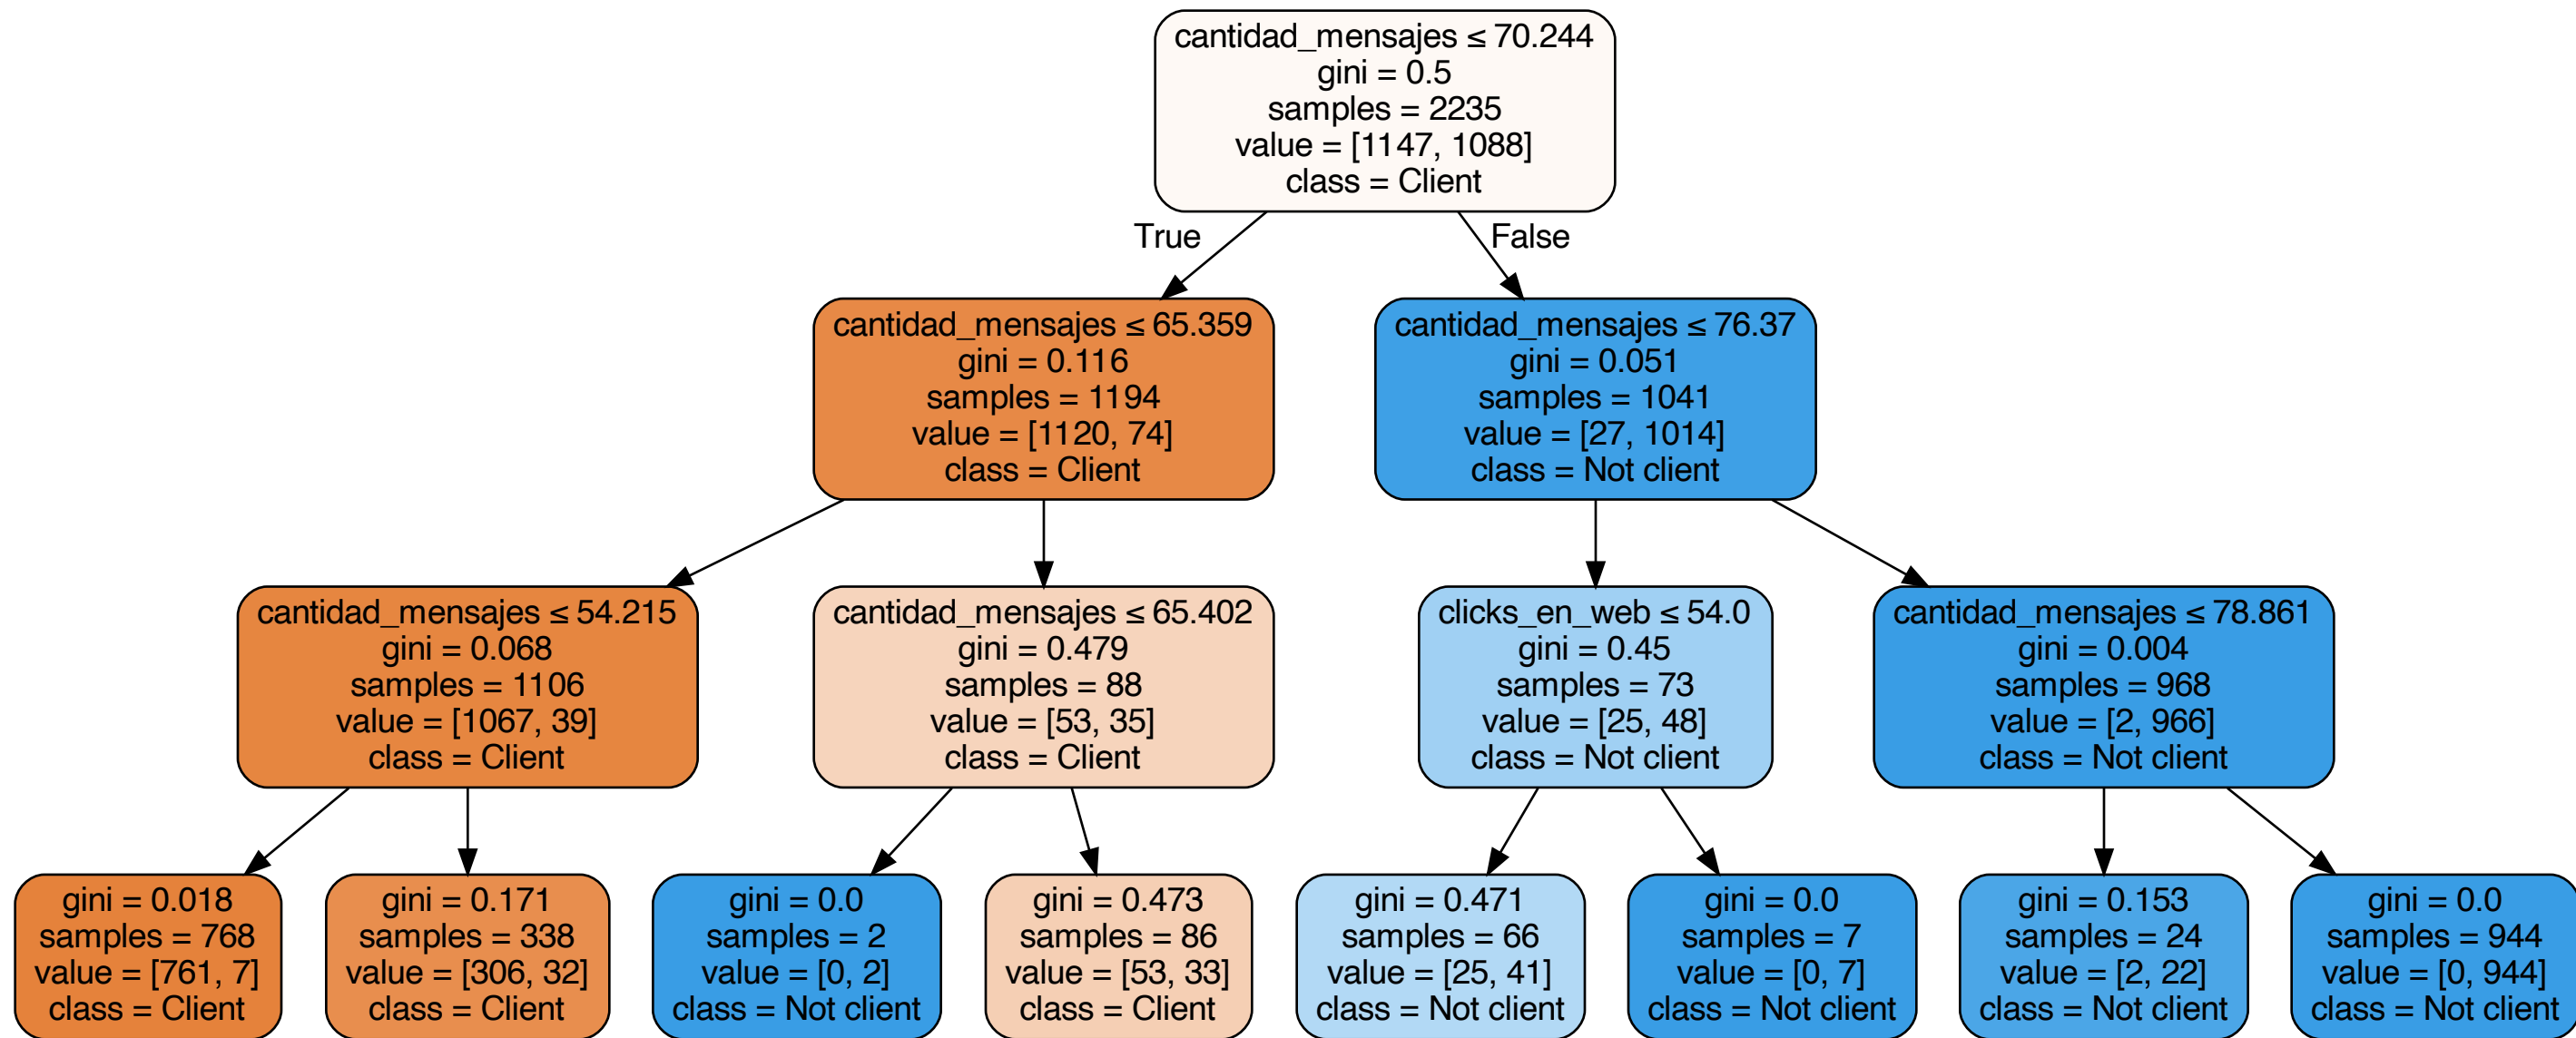 cantidad_mensajes ≤ 70.244
gini = 0.5
samples = 2235
value = [1147, 1088]
class = Client
True
False
cantidad_mensajes ≤ 65.359
gini = 0.116
samples = 1194
value = [1120, 74]
class = Client
cantidad_mensajes ≤ 76.37
gini = 0.051
samples = 1041
value = [27, 1014]
class = Not client
cantidad_mensajes ≤ 54.215
gini = 0.068
samples = 1106
value = [1067, 39]
class = Client
cantidad_mensajes ≤ 65.402
gini = 0.479
samples = 88
value = [53, 35]
class = Client
clicks_en_web ≤ 54.0
gini = 0.45
samples = 73
value = [25, 48]
class = Not client
cantidad_mensajes ≤ 78.861
gini = 0.004
samples = 968
value = [2, 966]
class = Not client
gini = 0.018
samples = 768
value = [761, 7]
class = Client
gini = 0.171
samples = 338
value = [306, 32]
class = Client
gini = 0.0
samples = 2
value = [0, 2]
class = Not client
gini = 0.473
samples = 86
value = [53, 33]
class = Client
gini = 0.471
samples = 66
value = [25, 41]
class = Not client
gini = 0.0
samples = 7
value = [0, 7]
class = Not client
gini = 0.153
samples = 24
value = [2, 22]
class = Not client
gini = 0.0
samples = 944
value = [0, 944]
class = Not client